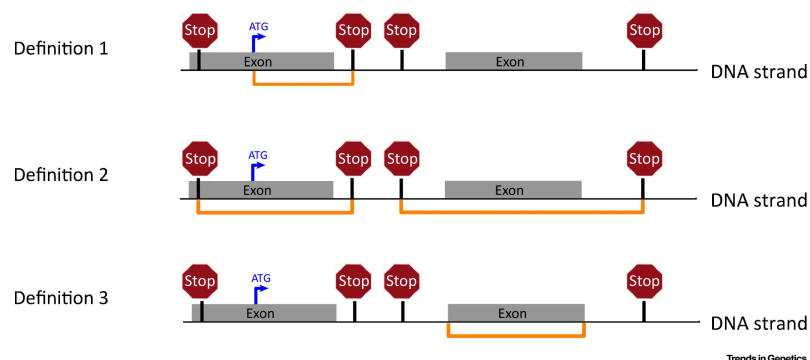 Stop Stop Stop Stop
ATG
Definition 1
Exon Exon
DNA strand
Stop Stop Stop Stop
ATG
Definition 2
Exon Exon
DNA strand
Stop Stop Stop Stop
ATG
Definition 3
Exon Exon
DNA strand
Trends in Genetics